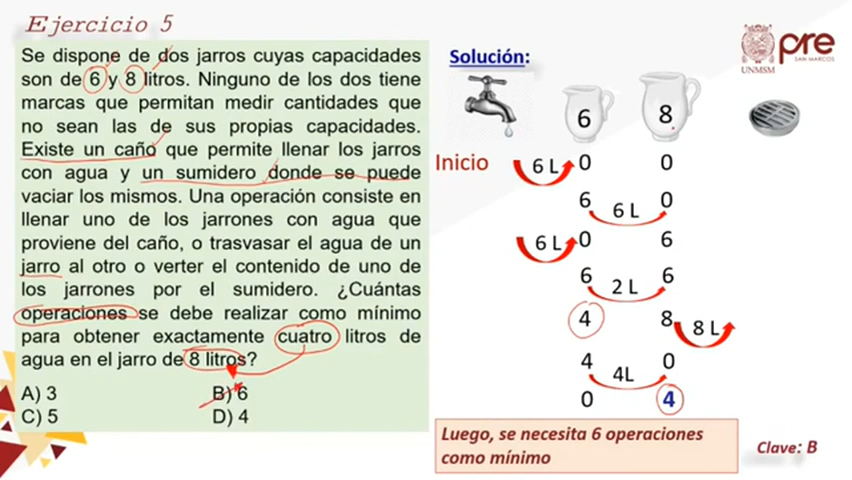 Ejercicio 5
Se dispone de dos jarros cuyas capacidades
son de 6 y 8 litros. Ninguno de los dos tiene
marcas que permitan medir cantidades que
no sean las de sus propias capacidades.
Existe un caño que permite llenar los jarros
con agua y un sumidero donde se puede
vaciar los mismos. Una operación consiste en
llenar uno de los jarrones con agua que
proviene del caño, o trasvasar el agua de un
jarro al otro o verter el contenido de uno de
los jarrones por el sumidero. ¿Cuántas
operaciones se debe realizar como mínimo
para obtener exactamente cuatro litros de
agua en el jarro de 8 litros?
A) 3 B) 6
C) 5 D) 4
Solución:
UNMSM
pre
SAN MARCOS
6 8
Inicio 6 L 0 0
6 6 L 0
6 L 0 6
6 2 L 6
4 8 8 L
4 4L 0
0 4
Luego, se necesita 6 operaciones
como mínimo
Clave: B